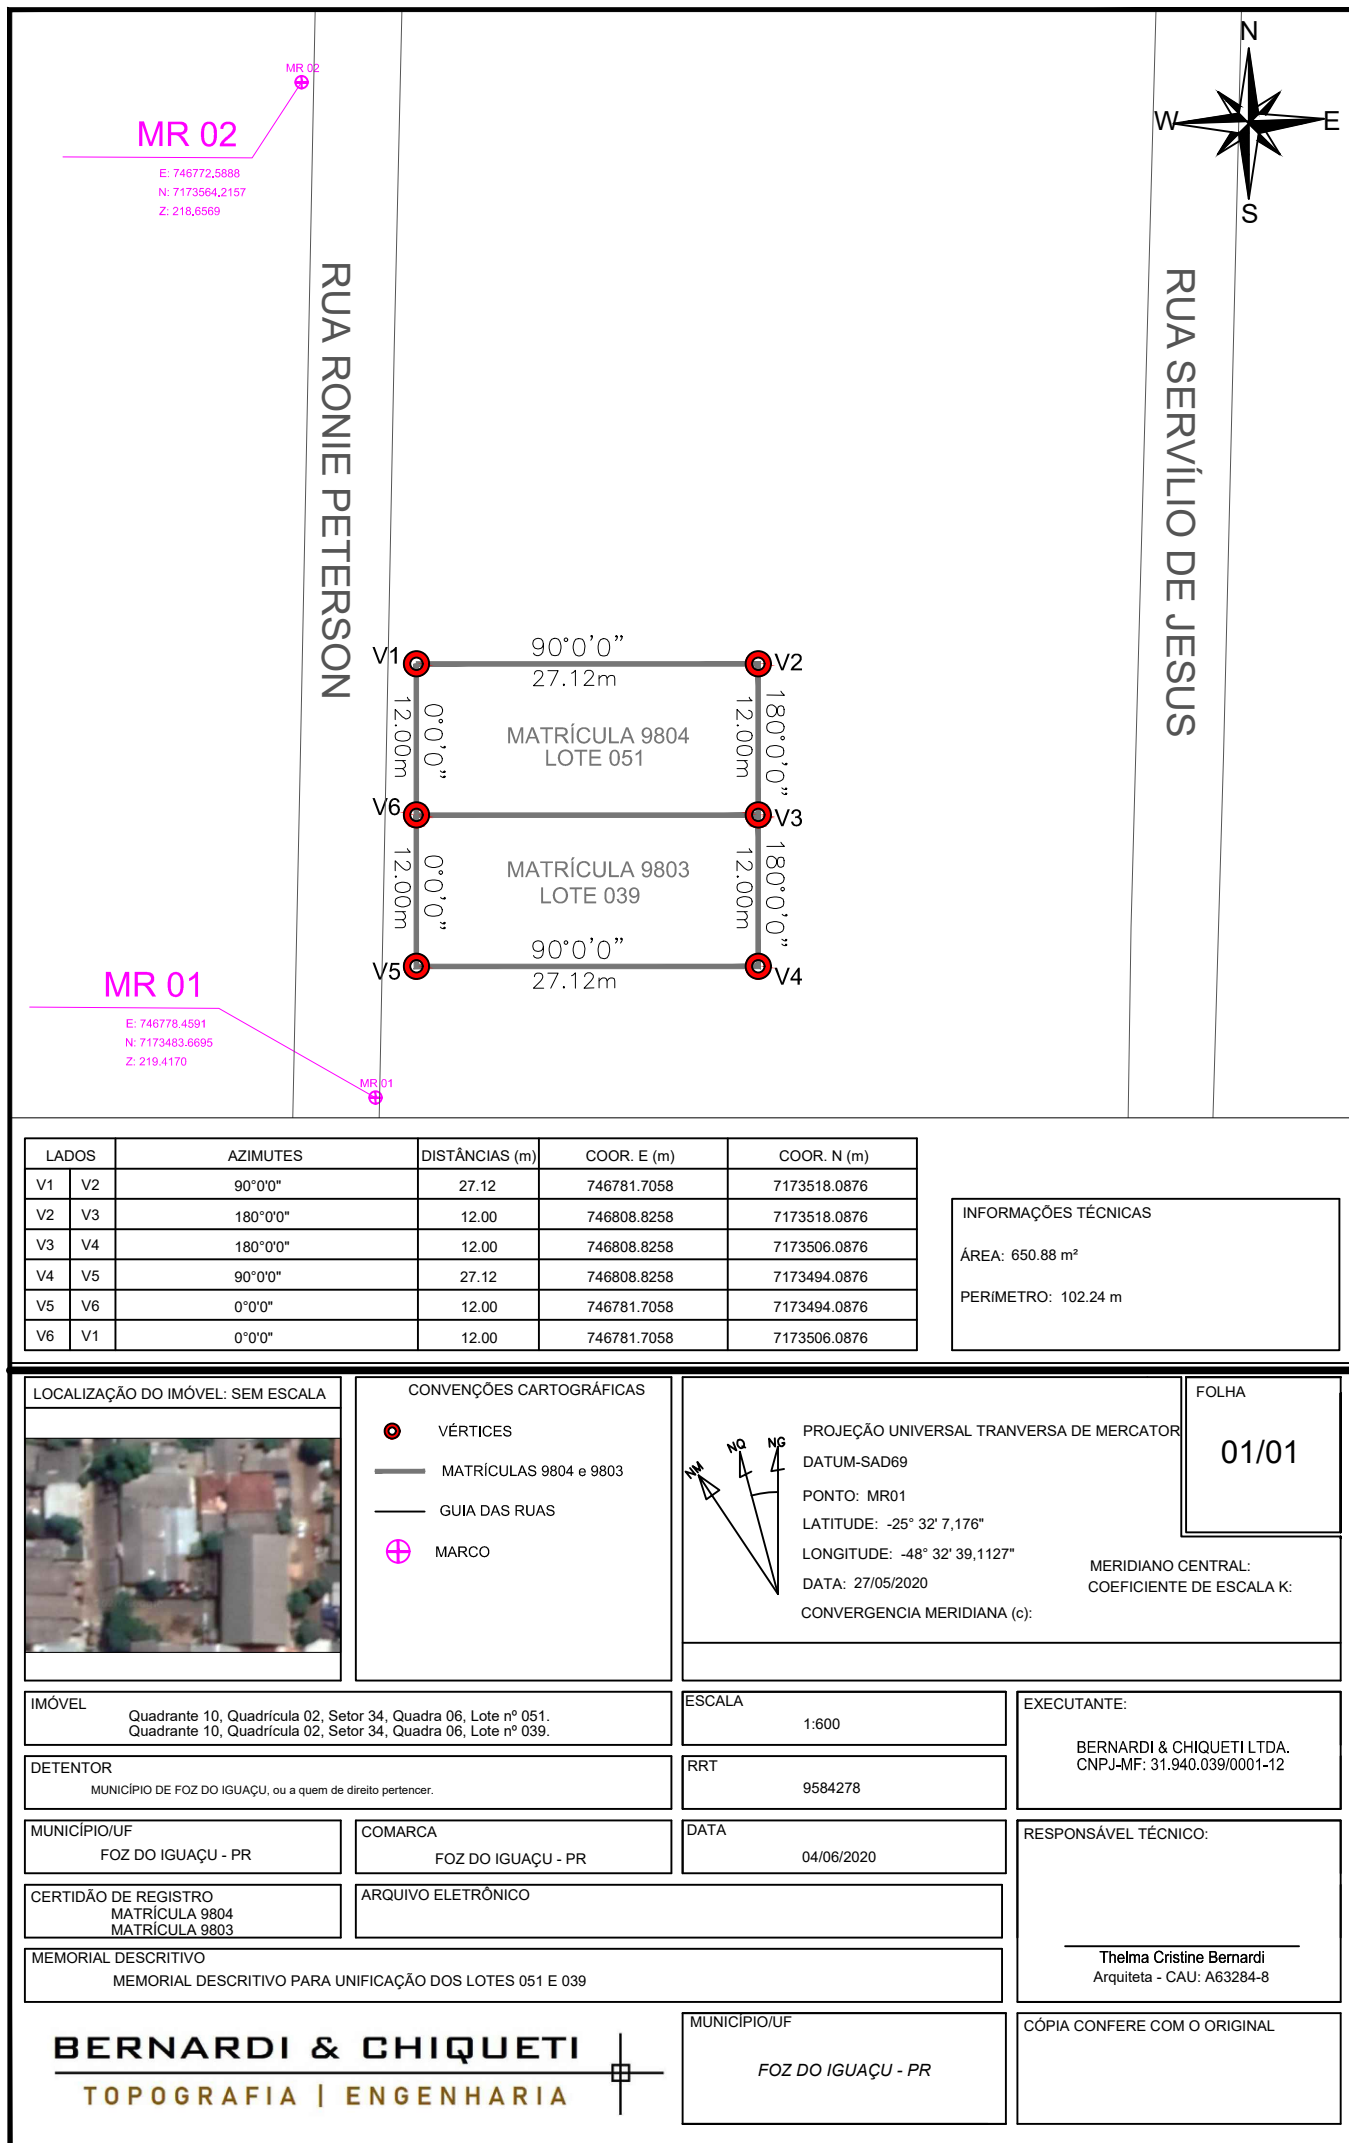 N
W
E
S
MR 02
MR 02
E: 746772.5888
N: 7173564.2157
Z: 218.6569
RUA RONIE PETERSON
RUA SERVÍLIO DE JESUS
V1
90°0'0"
27.12m
V2
12.00m
0°0'0"
MATRÍCULA 9804
LOTE 051
12.00m
180°0'0"
V6
V3
12.00m
0°0'0"
MATRÍCULA 9803
LOTE 039
12.00m
180°0'0"
V5
90°0'0"
27.12m
V4
MR 01
E: 746778.4591
N: 7173483.6695
Z: 219.4170
MR 01
LADOS AZIMUTES DISTÂNCIAS (m) COOR. E (m) COOR. N (m)
V1 V2 90°0'0" 27.12 746781.7058 7173518.0876
V2 V3 180°0'0" 12.00 746808.8258 7173518.0876
V3 V4 180°0'0" 12.00 746808.8258 7173506.0876
V4 V5 90°0'0" 27.12 746808.8258 7173494.0876
V5 V6 0°0'0" 12.00 746781.7058 7173494.0876
V6 V1 0°0'0" 12.00 746781.7058 7173506.0876
INFORMAÇÕES TÉCNICAS
ÁREA: 650.88 m²
PERÍMETRO: 102.24 m
LOCALIZAÇÃO DO IMÓVEL: SEM ESCALA
CONVENÇÕES CARTOGRÁFICAS
VÉRTICES
MATRÍCULAS 9804 e 9803
GUIA DAS RUAS
MARCO
NM
NQ
NG
PROJEÇÃO UNIVERSAL TRANVERSA DE MERCATOR
DATUM-SAD69
PONTO: MR01
LATITUDE: -25° 32' 7,176"
LONGITUDE: -48° 32' 39,1127"
DATA: 27/05/2020
CONVERGENCIA MERIDIANA (c):
MERIDIANO CENTRAL:
COEFICIENTE DE ESCALA K:
FOLHA
01/01
IMÓVEL
Quadrante 10, Quadrícula 02, Setor 34, Quadra 06, Lote nº 051.
Quadrante 10, Quadrícula 02, Setor 34, Quadra 06, Lote nº 039.
ESCALA
1:600
EXECUTANTE:
BERNARDI & CHIQUETI LTDA.
CNPJ-MF: 31.940.039/0001-12
DETENTOR
MUNICÍPIO DE FOZ DO IGUAÇU, ou a quem de direito pertencer.
RRT
9584278
MUNICÍPIO/UF
FOZ DO IGUAÇU - PR
COMARCA
FOZ DO IGUAÇU - PR
DATA
04/06/2020
RESPONSÁVEL TÉCNICO:
Thelma Cristine Bernardi
Arquiteta - CAU: A63284-8
CERTIDÃO DE REGISTRO
MATRÍCULA 9804
MATRÍCULA 9803
ARQUIVO ELETRÔNICO
MEMORIAL DESCRITIVO
MEMORIAL DESCRITIVO PARA UNIFICAÇÃO DOS LOTES 051 E 039
BERNARDI & CHIQUETI
TOPOGRAFIA | ENGENHARIA
MUNICÍPIO/UF
FOZ DO IGUAÇU - PR
CÓPIA CONFERE COM O ORIGINAL